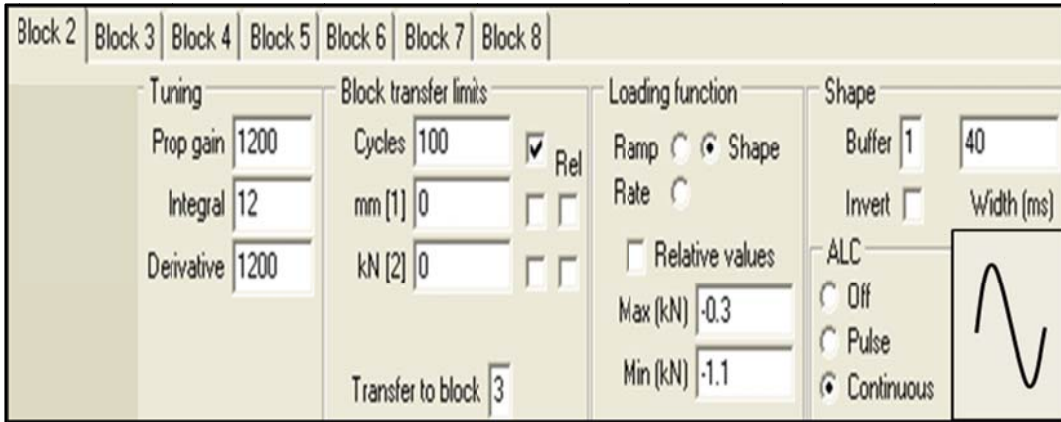 Block 2 Block 3 Block 4 Block 5 Block 6 Block 7 Block 8
Tuning
Prop gain 1200
Integral 12
Derivative 1200
Block transfer limits
Cycles 100
Rel
mm [1] 0
kN [2] 0
Transfer to block 3
Loading function
Ramp Shape
Rate
Relative values
Max (kN) -0.3
Min (kN) -1.1
Shape
Buffer 1 40
Invert Width (ms)
ALC
Off
Pulse
Continuous